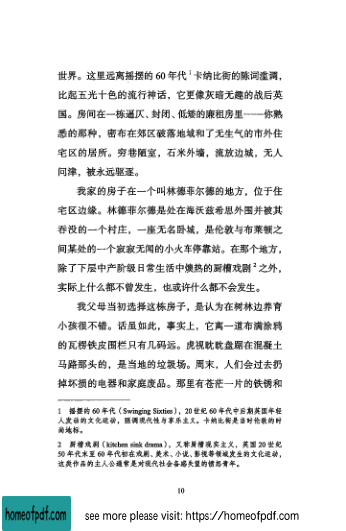 世界。这里远离摇摆的 60 年代¹卡纳比街的陈词滥调，
比起五光十色的流行神话，它更像灰暗无趣的战后英
国。房间在一栋逼仄、封闭、低矮的廉租房里——你熟
悉的那种，密布在郊区破落地域和了无生气的市外住
宅区的居所。穷巷陋室，石米外墙，流放边城，无人
问津，被永远驱逐。
我家的房子在一个叫林德菲尔德的地方，位于住
宅区边缘。林德菲尔德是处在海沃兹希思外围并被其
吞没的一个村庄，一座无名卧城，是伦敦与布莱顿之
间某处的一个寂寂无闻的小火车停靠站。在那个地方，
除了下层中产阶级日常生活中燠热的厨槽戏剧²之外，
实际上什么都不曾发生，也或许什么都不会发生。
我父母当初选择这栋房子，是认为在树林边养育
小孩很不错。话虽如此，事实上，它离一道布满涂鸦
的瓦楞铁皮围栏只有几码远。虎视眈眈盘踞在混凝土
马路那头的，是当地的垃圾场。周末，人们会过去扔
掉坏损的电器和家庭废品。那里有苍茫一片的铁锈和
1 摇摆的 60 年代（Swinging Sixties），20世纪 60 年代中后期英国年轻
人发动的文化运动，强调现代性与享乐主义。卡纳比街是当时伦敦的时
尚地标。
2 厨槽戏剧（kitchen sink drama），又称厨槽现实主义，英国 20 世纪
50 年代末至 60 年代初在戏剧、美术、小说、影视等领域发生的文化运动，
这类作品的主人公通常是对现代社会备感失望的愤怒青年。
10
homeofpdf.com
see more please visit: https://homeofpdf.com